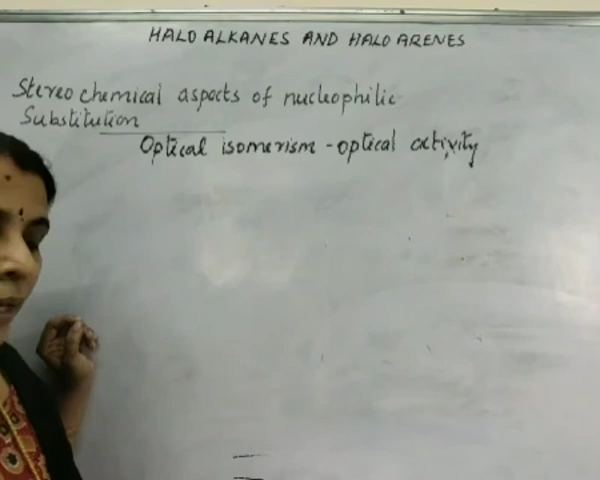 HALO ALKANES AND HALO ARENES
Stereo chemical aspects of nucleophilic
Substitution
Optical isomerism - optical activity